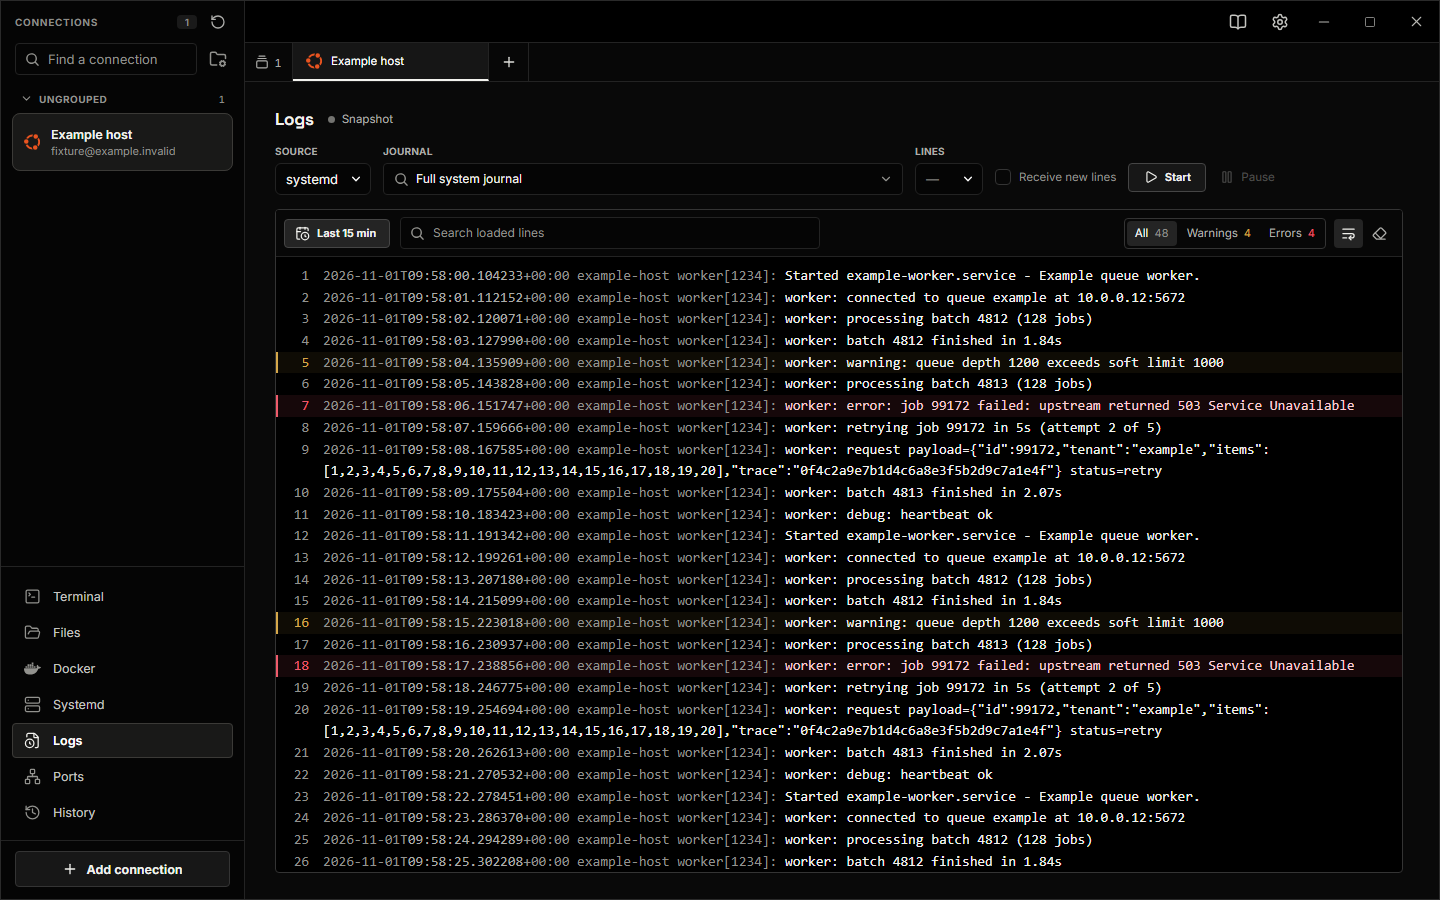 CONNECTIONS 1
Find a connection
UNGROUPED 1
Example host
fixture@example.invalid
Terminal
Files
Docker
Systemd
Logs
Ports
History
Add connection
1
Example host
Logs
Snapshot
SOURCE JOURNAL LINES
systemd Full system journal — Receive new lines Start Pause
Last 15 min Search loaded lines All 48 Warnings 4 Errors 4
1 2026-11-01T09:58:00.104233+00:00 example-host worker[1234]: Started example-worker.service - Example queue worker.
2 2026-11-01T09:58:01.112152+00:00 example-host worker[1234]: worker: connected to queue example at 10.0.0.12:5672
3 2026-11-01T09:58:02.120071+00:00 example-host worker[1234]: worker: processing batch 4812 (128 jobs)
4 2026-11-01T09:58:03.127990+00:00 example-host worker[1234]: worker: batch 4812 finished in 1.84s
5 2026-11-01T09:58:04.135909+00:00 example-host worker[1234]: worker: warning: queue depth 1200 exceeds soft limit 1000
6 2026-11-01T09:58:05.143828+00:00 example-host worker[1234]: worker: processing batch 4813 (128 jobs)
7 2026-11-01T09:58:06.151747+00:00 example-host worker[1234]: worker: error: job 99172 failed: upstream returned 503 Service Unavailable
8 2026-11-01T09:58:07.159666+00:00 example-host worker[1234]: worker: retrying job 99172 in 5s (attempt 2 of 5)
9 2026-11-01T09:58:08.167585+00:00 example-host worker[1234]: worker: request payload={"id":99172,"tenant":"example","items":
[1,2,3,4,5,6,7,8,9,10,11,12,13,14,15,16,17,18,19,20],"trace":"0f4c2a9e7b1d4c6a8e3f5b2d9c7a1e4f"} status=retry
10 2026-11-01T09:58:09.175504+00:00 example-host worker[1234]: worker: batch 4813 finished in 2.07s
11 2026-11-01T09:58:10.183423+00:00 example-host worker[1234]: worker: debug: heartbeat ok
12 2026-11-01T09:58:11.191342+00:00 example-host worker[1234]: Started example-worker.service - Example queue worker.
13 2026-11-01T09:58:12.199261+00:00 example-host worker[1234]: worker: connected to queue example at 10.0.0.12:5672
14 2026-11-01T09:58:13.207180+00:00 example-host worker[1234]: worker: processing batch 4812 (128 jobs)
15 2026-11-01T09:58:14.215099+00:00 example-host worker[1234]: worker: batch 4812 finished in 1.84s
16 2026-11-01T09:58:15.223018+00:00 example-host worker[1234]: worker: warning: queue depth 1200 exceeds soft limit 1000
17 2026-11-01T09:58:16.230937+00:00 example-host worker[1234]: worker: processing batch 4813 (128 jobs)
18 2026-11-01T09:58:17.238856+00:00 example-host worker[1234]: worker: error: job 99172 failed: upstream returned 503 Service Unavailable
19 2026-11-01T09:58:18.246775+00:00 example-host worker[1234]: worker: retrying job 99172 in 5s (attempt 2 of 5)
20 2026-11-01T09:58:19.254694+00:00 example-host worker[1234]: worker: request payload={"id":99172,"tenant":"example","items":
[1,2,3,4,5,6,7,8,9,10,11,12,13,14,15,16,17,18,19,20],"trace":"0f4c2a9e7b1d4c6a8e3f5b2d9c7a1e4f"} status=retry
21 2026-11-01T09:58:20.262613+00:00 example-host worker[1234]: worker: batch 4813 finished in 2.07s
22 2026-11-01T09:58:21.270532+00:00 example-host worker[1234]: worker: debug: heartbeat ok
23 2026-11-01T09:58:22.278451+00:00 example-host worker[1234]: Started example-worker.service - Example queue worker.
24 2026-11-01T09:58:23.286370+00:00 example-host worker[1234]: worker: connected to queue example at 10.0.0.12:5672
25 2026-11-01T09:58:24.294289+00:00 example-host worker[1234]: worker: processing batch 4812 (128 jobs)
26 2026-11-01T09:58:25.302208+00:00 example-host worker[1234]: worker: batch 4812 finished in 1.84s